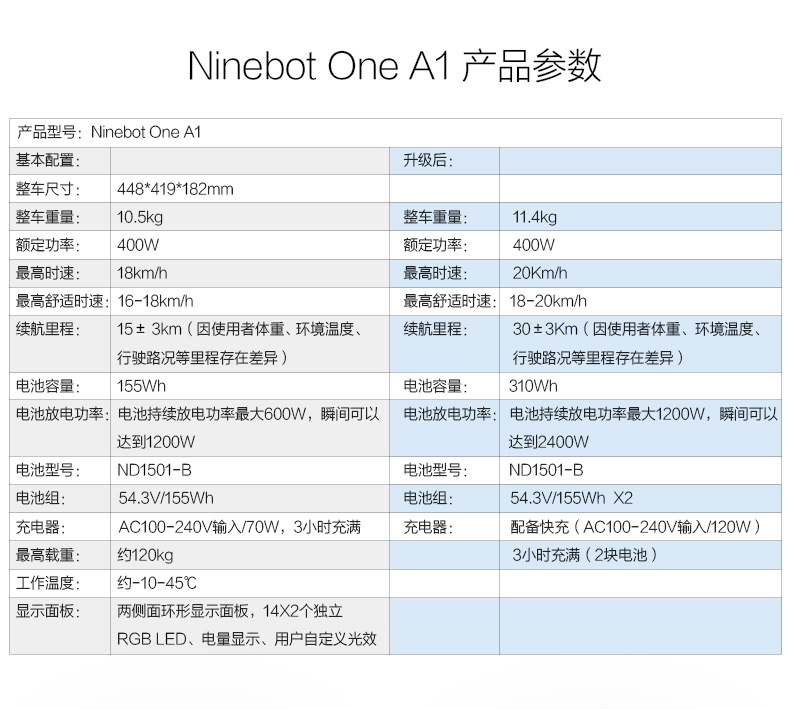 Ninebot One A1 产品参数
产品型号：Ninebot One A1
基本配置： 升级后：
整车尺寸： 448*419*182mm
整车重量： 10.5kg 整车重量： 11.4kg
额定功率： 400W 额定功率： 400W
最高时速： 18km/h 最高时速： 20Km/h
最高舒适时速： 16-18km/h 最高舒适时速： 18-20km/h
续航里程： 15± 3km（因使用者体重、环境温度、 续航里程： 30±3Km（因使用者体重、环境温度、
行驶路况等里程存在差异） 行驶路况等里程存在差异）
电池容量： 155Wh 电池容量： 310Wh
电池放电功率： 电池持续放电功率最大600W，瞬间可以 电池放电功率： 电池持续放电功率最大1200W，瞬间可以
达到1200W 达到2400W
电池型号： ND1501-B 电池型号： ND1501-B
电池组： 54.3V/155Wh 电池组： 54.3V/155Wh X2
充电器： AC100-240V输入/70W，3小时充满 充电器： 配备快充（AC100-240V输入/120W）
最高载重： 约120kg 3小时充满（2块电池）
工作温度： 约-10-45℃
显示面板： 两侧面环形显示面板，14X2个独立
RGB LED、电量显示、用户自定义光效